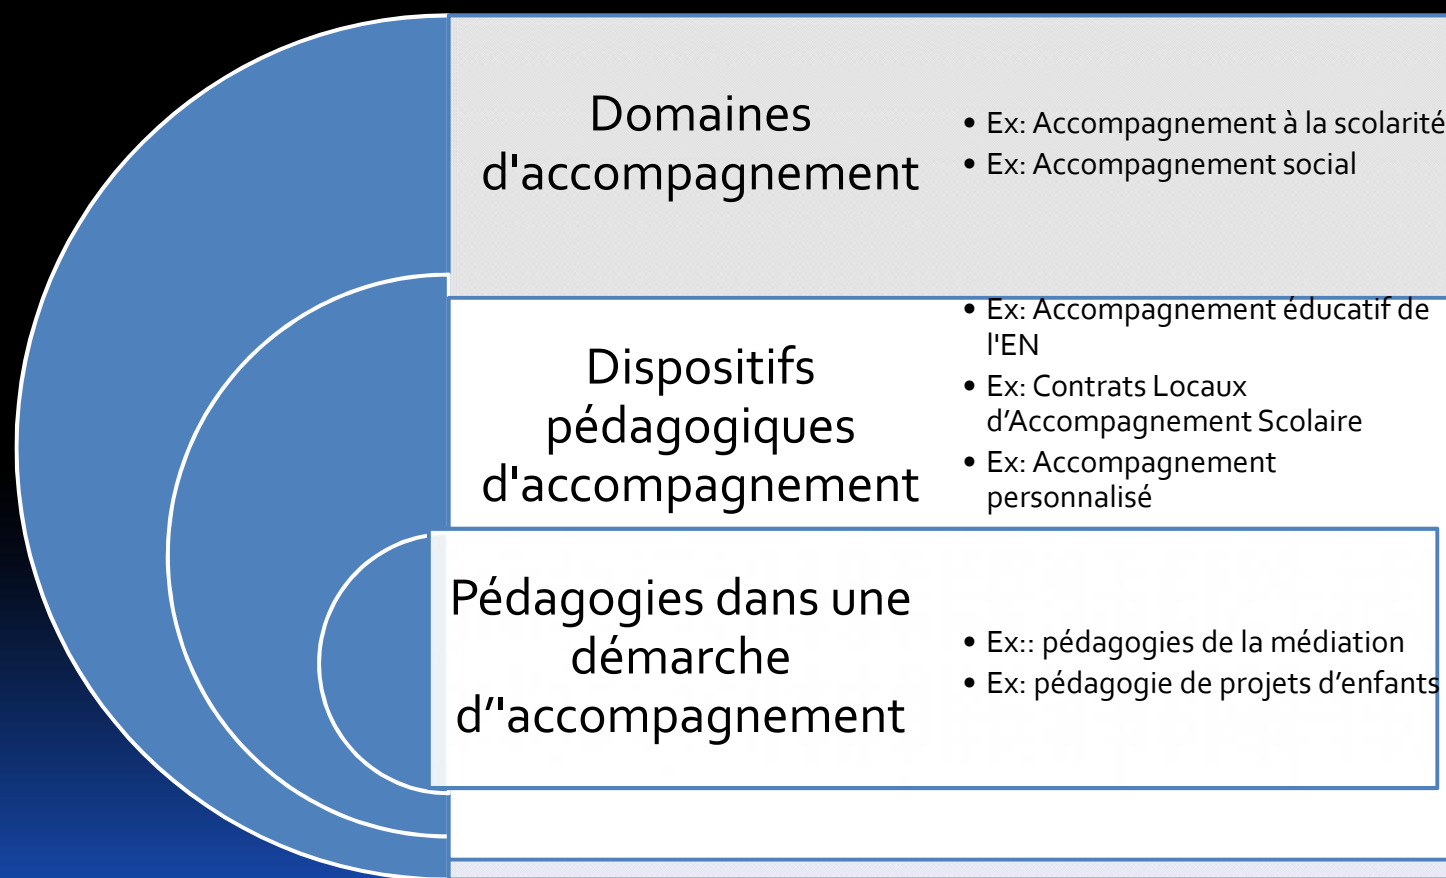 Domaines
d'accompagnement
• Ex: Accompagnement à la scolarité
• Ex: Accompagnement social
Dispositifs
pédagogiques
d'accompagnement
• Ex: Accompagnement éducatif de
l'EN
• Ex: Contrats Locaux
d’Accompagnement Scolaire
• Ex: Accompagnement
personnalisé
Pédagogies dans une
démarche
d’'accompagnement
• Ex:: pédagogies de la médiation
• Ex: pédagogie de projets d’enfants